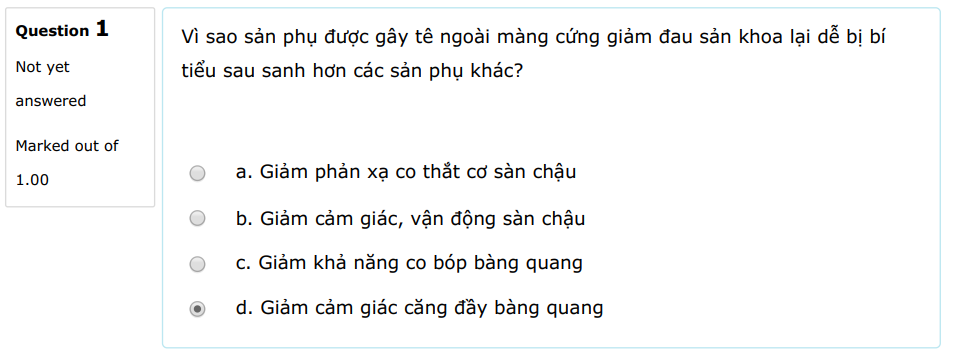 Question 1
Not yet
answered
Marked out of
1.00
Vì sao sản phụ được gây tê ngoài màng cứng giảm đau sản khoa lại dễ bị bí
tiểu sau sanh hơn các sản phụ khác?
a. Giảm phản xạ co thắt cơ sàn chậu
b. Giảm cảm giác, vận động sàn chậu
c. Giảm khả năng co bóp bàng quang
d. Giảm cảm giác căng đầy bàng quang